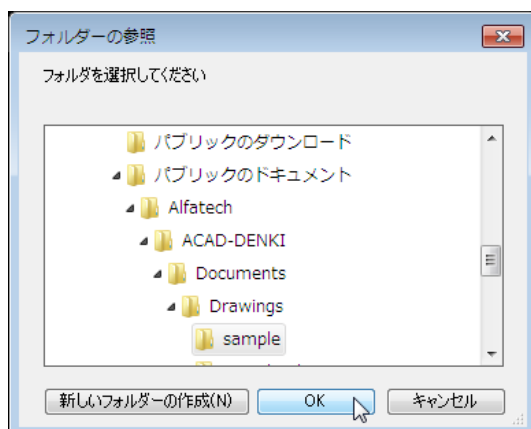 フォルダーの参照
フォルダを選択してください
パブリックのダウンロード
パブリックのドキュメント
Alfatech
ACAD-DENKI
Documents
Drawings
sample
新しいフォルダーの作成(N)
OK
キャンセル